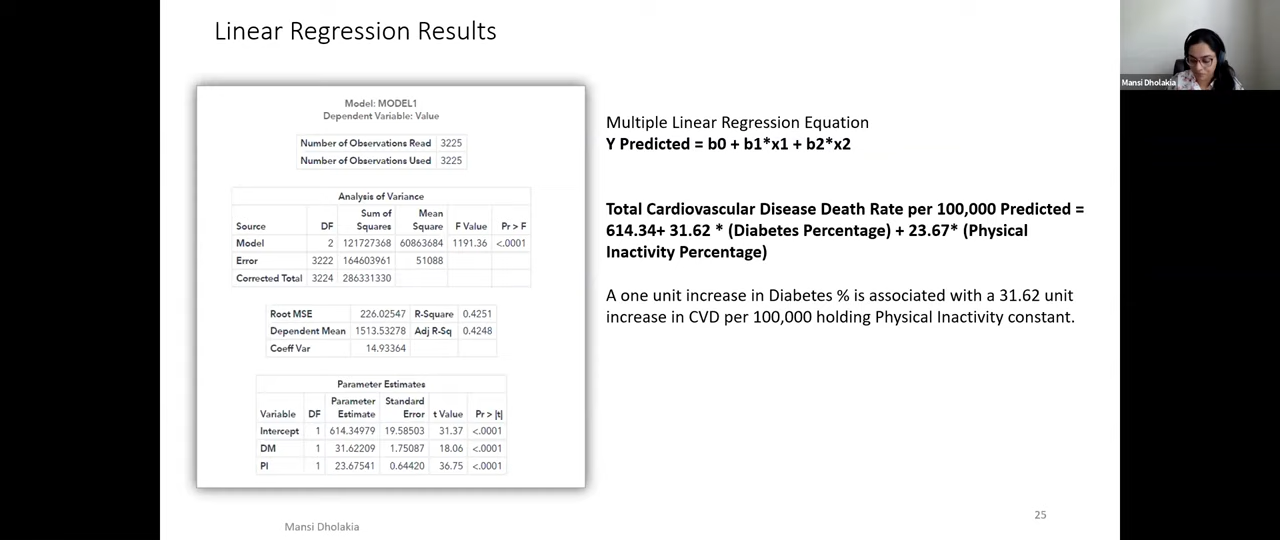 Linear Regression Results
Model: MODEL1
Dependent Variable: Value
Number of Observations Read 3225
Number of Observations Used 3225
Analysis of Variance
Source DF Sum of Squares Mean Square F Value Pr > F
Model 2 121727368 60863684 1191.36 <.0001
Error 3222 164603961 51088
Corrected Total 3224 286331330
Root MSE 226.02547 R-Square 0.4251
Dependent Mean 1513.53278 Adj R-Sq 0.4248
Coeff Var 14.93364
Parameter Estimates
Variable DF Parameter Estimate Standard Error t Value Pr > |t|
Intercept 1 614.34979 19.58503 31.37 <.0001
DM 1 31.62209 1.75087 18.06 <.0001
PI 1 23.67541 0.64420 36.75 <.0001
Multiple Linear Regression Equation
Y Predicted = b0 + b1*x1 + b2*x2
Total Cardiovascular Disease Death Rate per 100,000 Predicted =
614.34+ 31.62 * (Diabetes Percentage) + 23.67* (Physical
Inactivity Percentage)
A one unit increase in Diabetes % is associated with a 31.62 unit
increase in CVD per 100,000 holding Physical Inactivity constant.
Mansi Dholakia
25
Mansi Dholakia